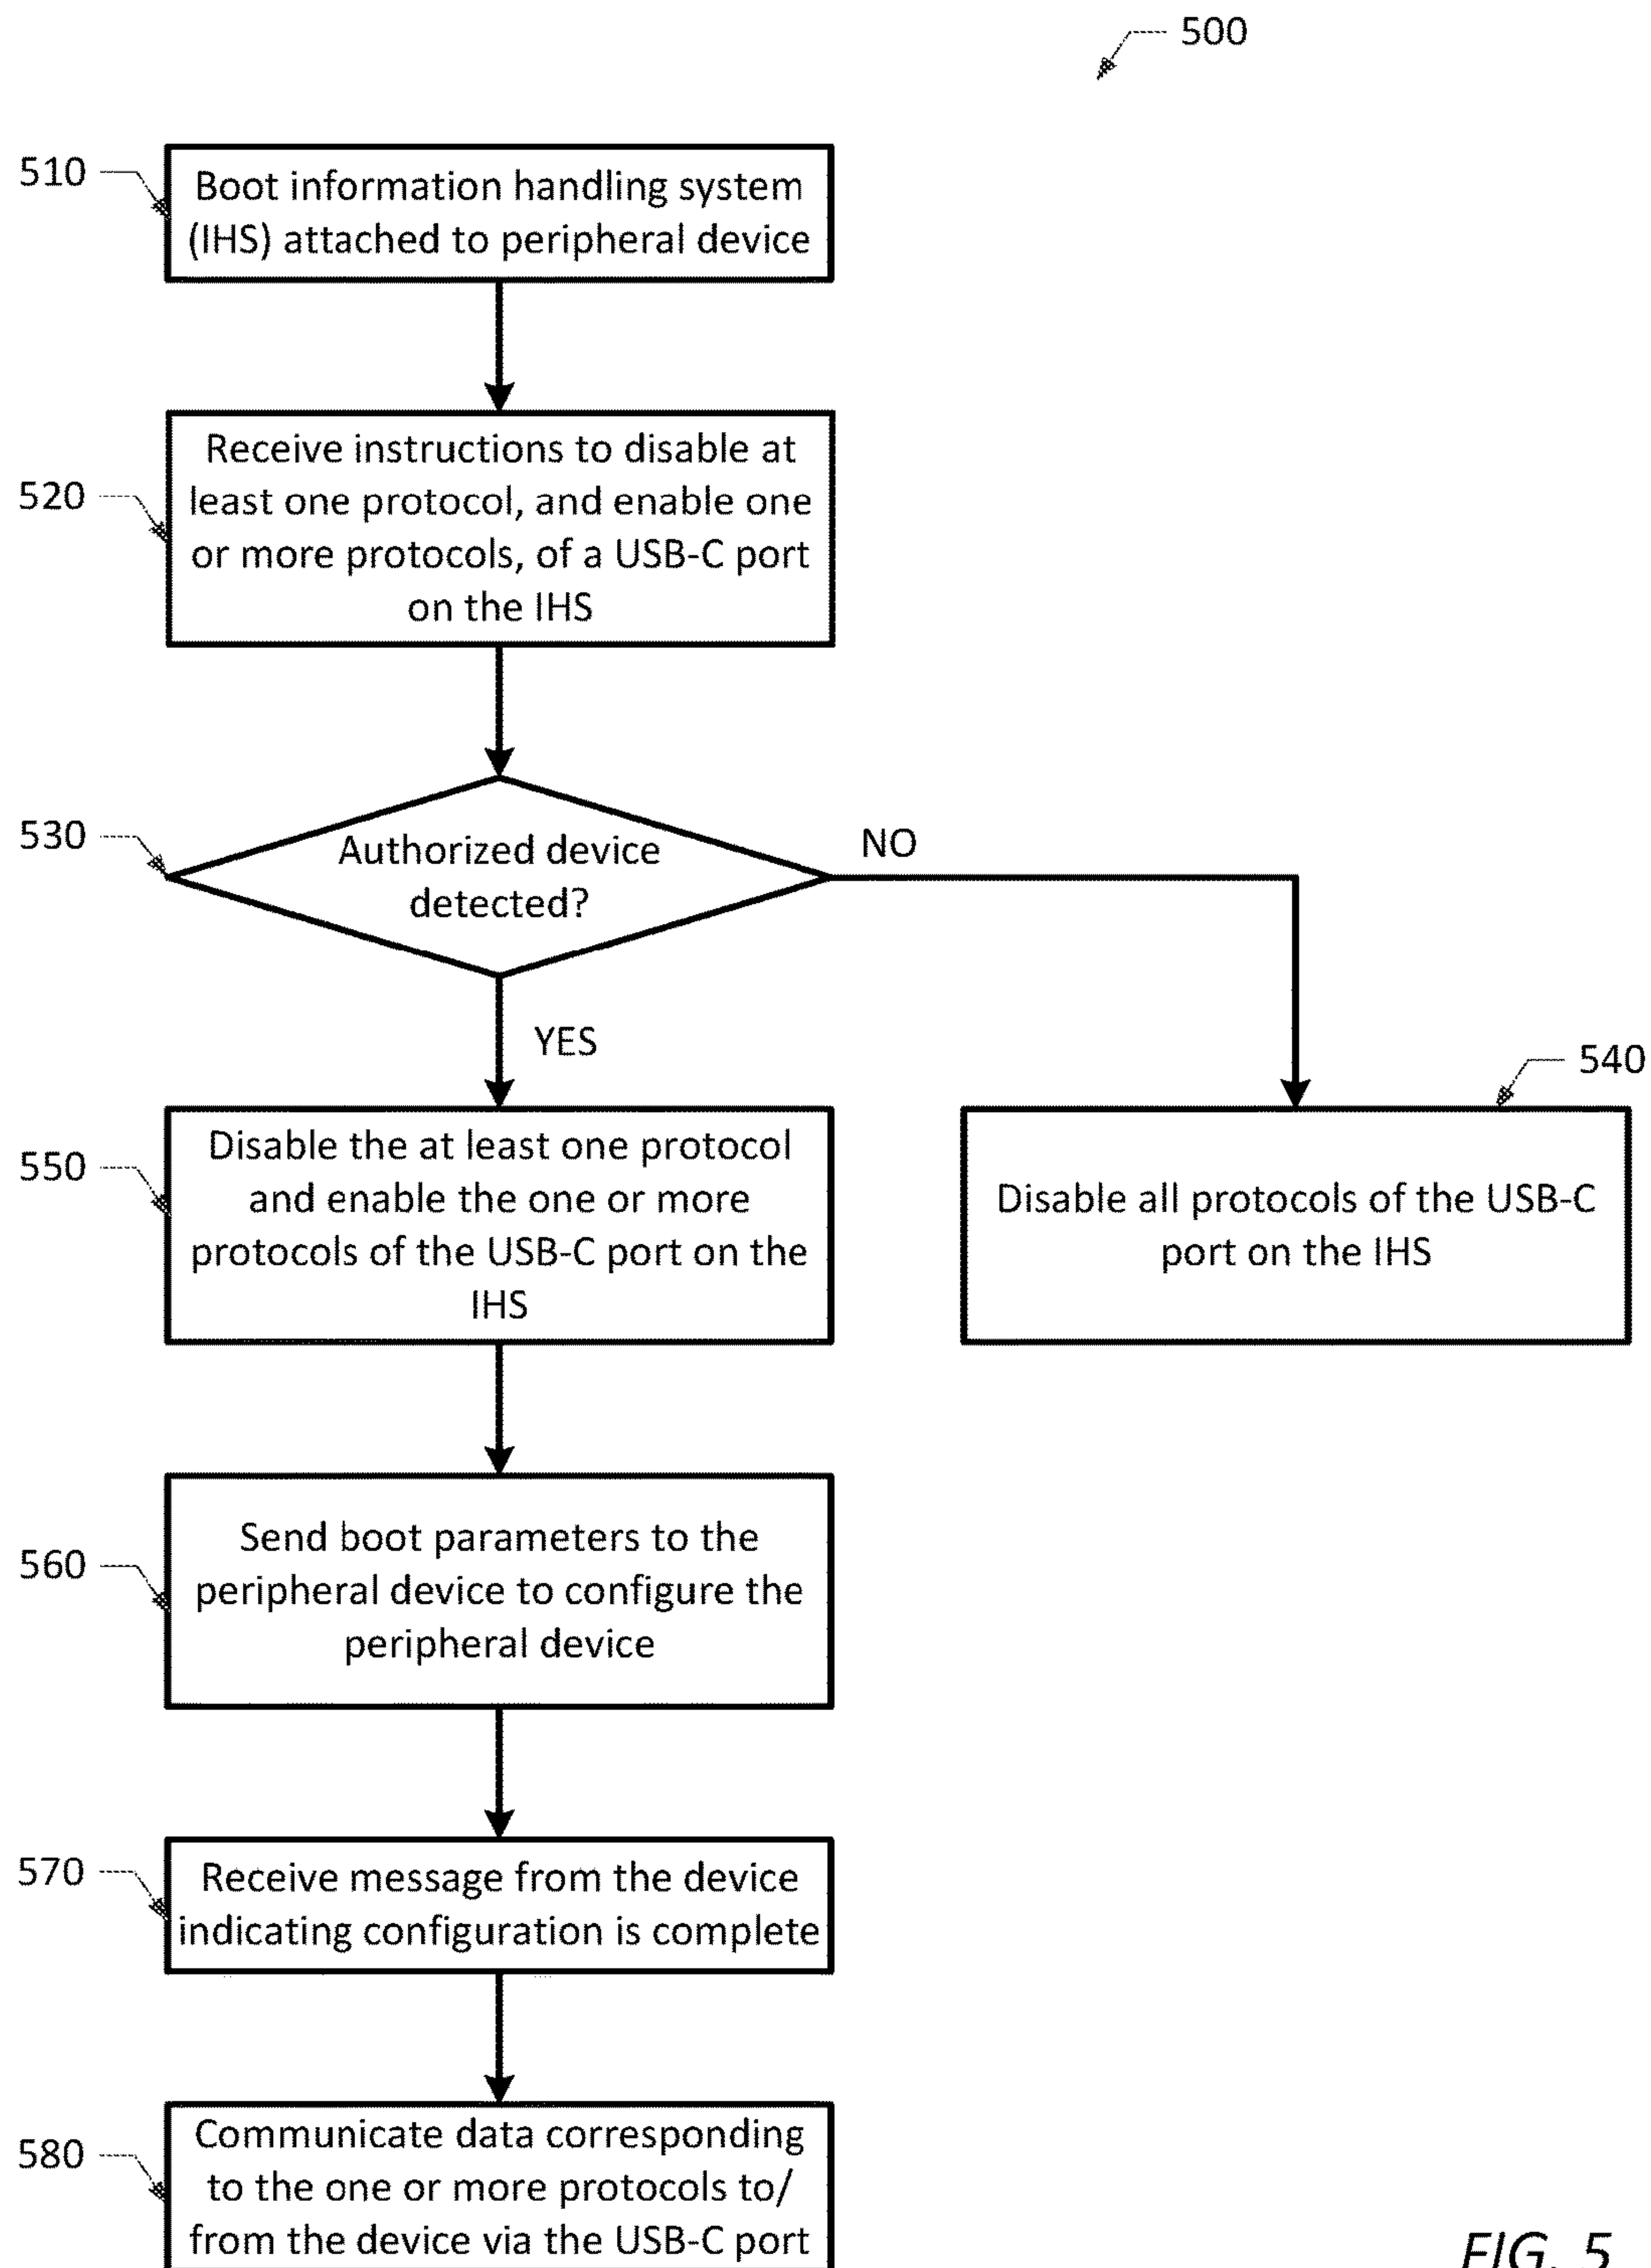 500
510
Boot information handling system
(IHS) attached to peripheral device
520
Receive instructions to disable at
least one protocol, and enable one
or more protocols, of a USB-C port
on the IHS
530
Authorized device
detected?
NO
YES
540
Disable all protocols of the USB-C
port on the IHS
550
Disable the at least one protocol
and enable the one or more
protocols of the USB-C port on the
IHS
560
Send boot parameters to the
peripheral device to configure the
peripheral device
570
Receive message from the device
indicating configuration is complete
580
Communicate data corresponding
to the one or more protocols to/
from the device via the USB-C port
FIG. 5